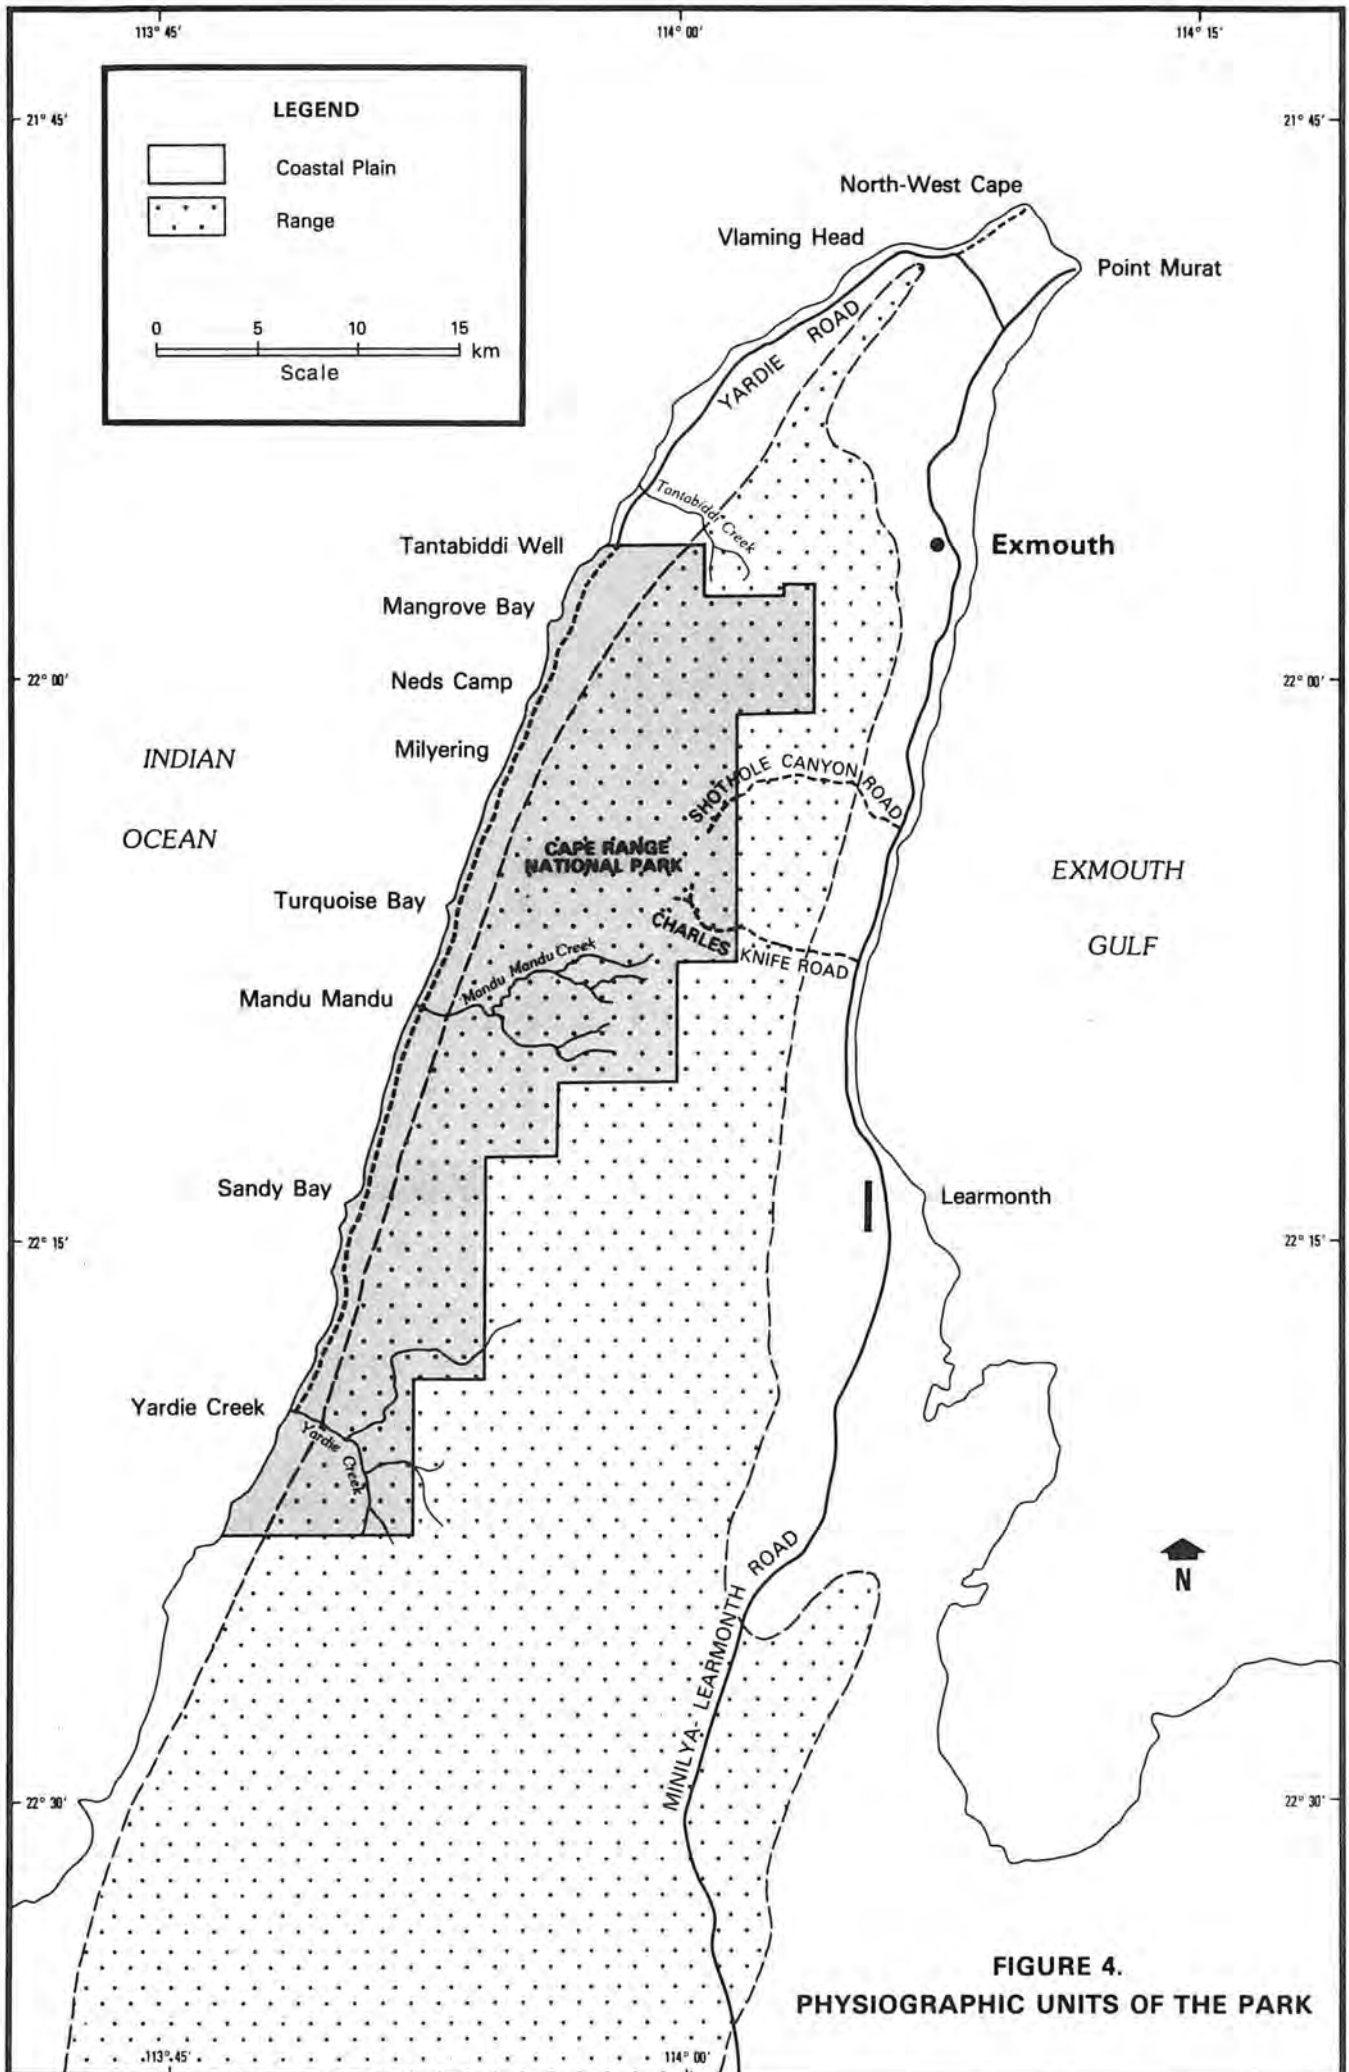 113° 45'
114° 00'
114° 15'
LEGEND
Coastal Plain
Range
0 5 10 15
km
Scale
21° 45'
21° 45'
North-West Cape
Vlaming Head
Point Murat
YARDIE ROAD
Tantabiddi Creek
Tantabiddi Well
Exmouth
Mangrove Bay
Neds Camp
22° 00'
22° 00'
Milyering
INDIAN
OCEAN
SHOTHOLE CANYON ROAD
CAPE RANGE
NATIONAL PARK
EXMOUTH
GULF
Turquoise Bay
CHARLES KNIFE ROAD
Mandu Mandu Creek
Mandu Mandu
Sandy Bay
Learmonth
22° 15'
22° 15'
Yardie Creek
Yardie Creek
MINILYA- LEARMONTH ROAD
N
22° 30'
22° 30'
FIGURE 4.
PHYSIOGRAPHIC UNITS OF THE PARK
113° 45'
114° 00'